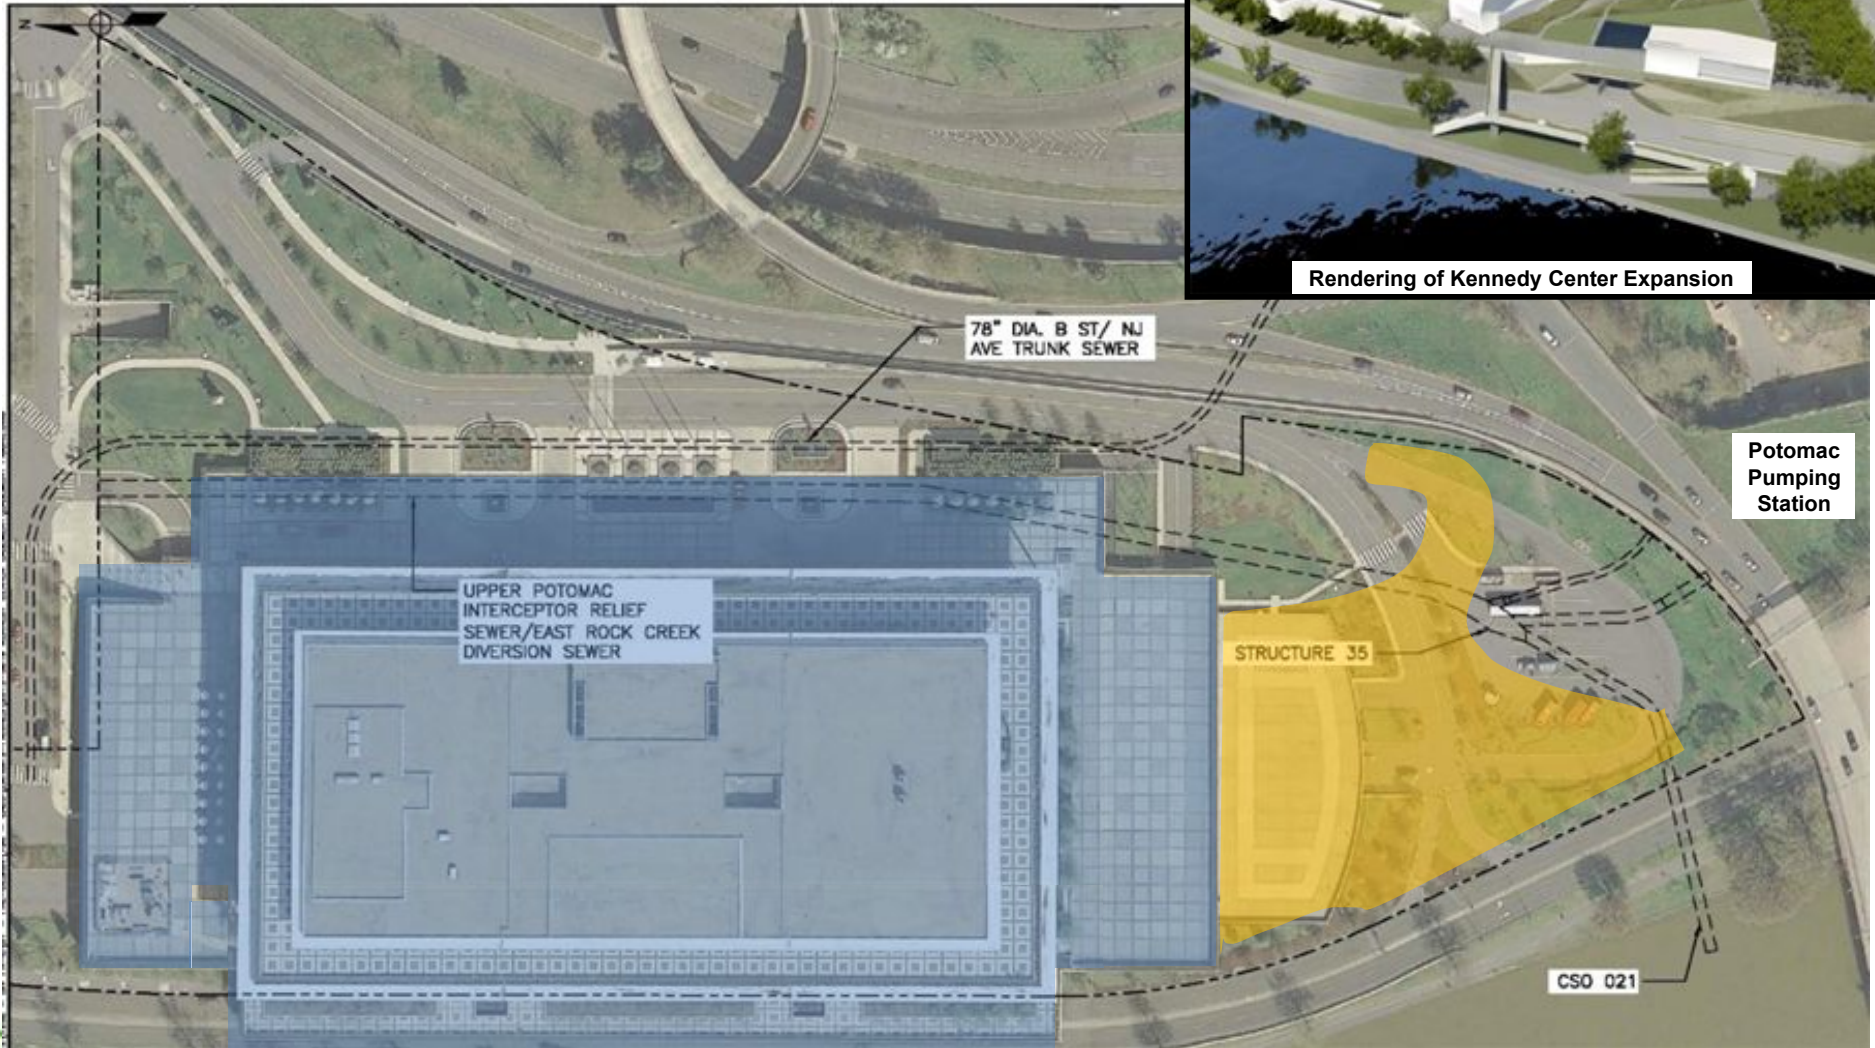 Z
Rendering of Kennedy Center Expansion
78" DIA. B ST/ NJ
AVE TRUNK SEWER
Potomac
Pumping
Station
UPPER POTOMAC
INTERCEPTOR RELIEF
SEWER/EAST ROCK CREEK
DIVERSION SEWER
STRUCTURE 35
CSO 021